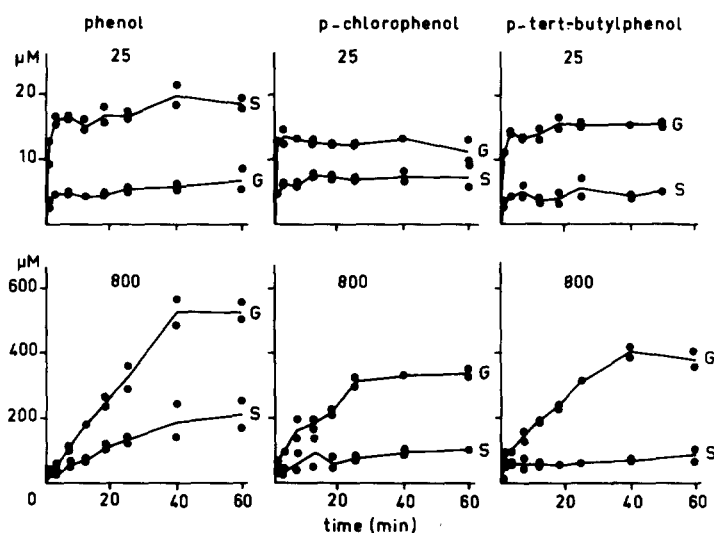 phenol p-chlorophenol p-tert-butylphenol
µM 25 25 25
20
S
G
G
S
10
G
S
µM 800 800 800
600
G
400
G
G
200
S
S
S
0 20 40 60 20 40 60 20 40 60
time (min)